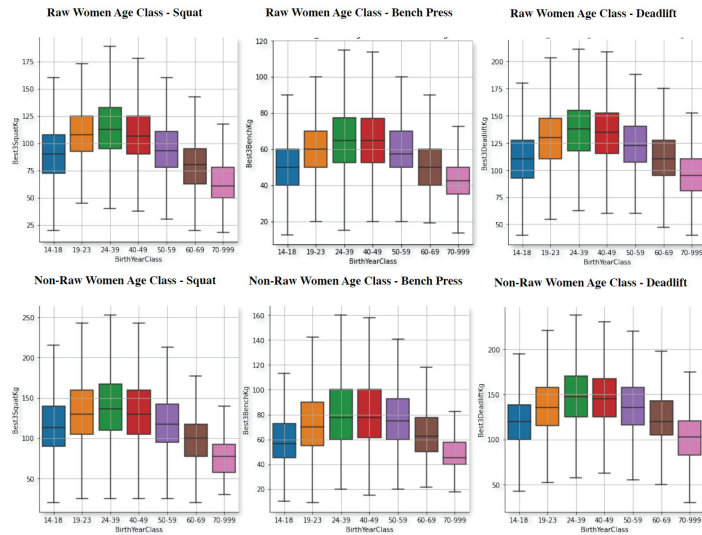 Raw Women Age Class - Squat
Raw Women Age Class - Bench Press
Raw Women Age Class - Deadlift
Best3SquatKg
175
150
125
100
75
50
25
14-18 19-23 24-39 40-49 50-59 60-69 70-999
BirthYearClass
Best3BenchKg
120
100
80
60
40
20
14-18 19-23 24-39 40-49 50-59 60-69 70-999
BirthYearClass
Best3DeadliftKg
200
175
150
125
100
75
50
14-18 19-23 24-39 40-49 50-59 60-69 70-999
BirthYearClass
Non-Raw Women Age Class - Squat
Non-Raw Women Age Class - Bench Press
Non-Raw Women Age Class - Deadlift
Best3SquatKg
250
200
150
100
50
14-18 19-23 24-39 40-49 50-59 60-69 70-999
BirthYearClass
Best3BenchKg
160
140
120
100
80
60
40
20
14-18 19-23 24-39 40-49 50-59 60-69 70-999
BirthYearClass
Best3DeadliftKg
200
150
100
50
14-18 19-23 24-39 40-49 50-59 60-69 70-999
BirthYearClass